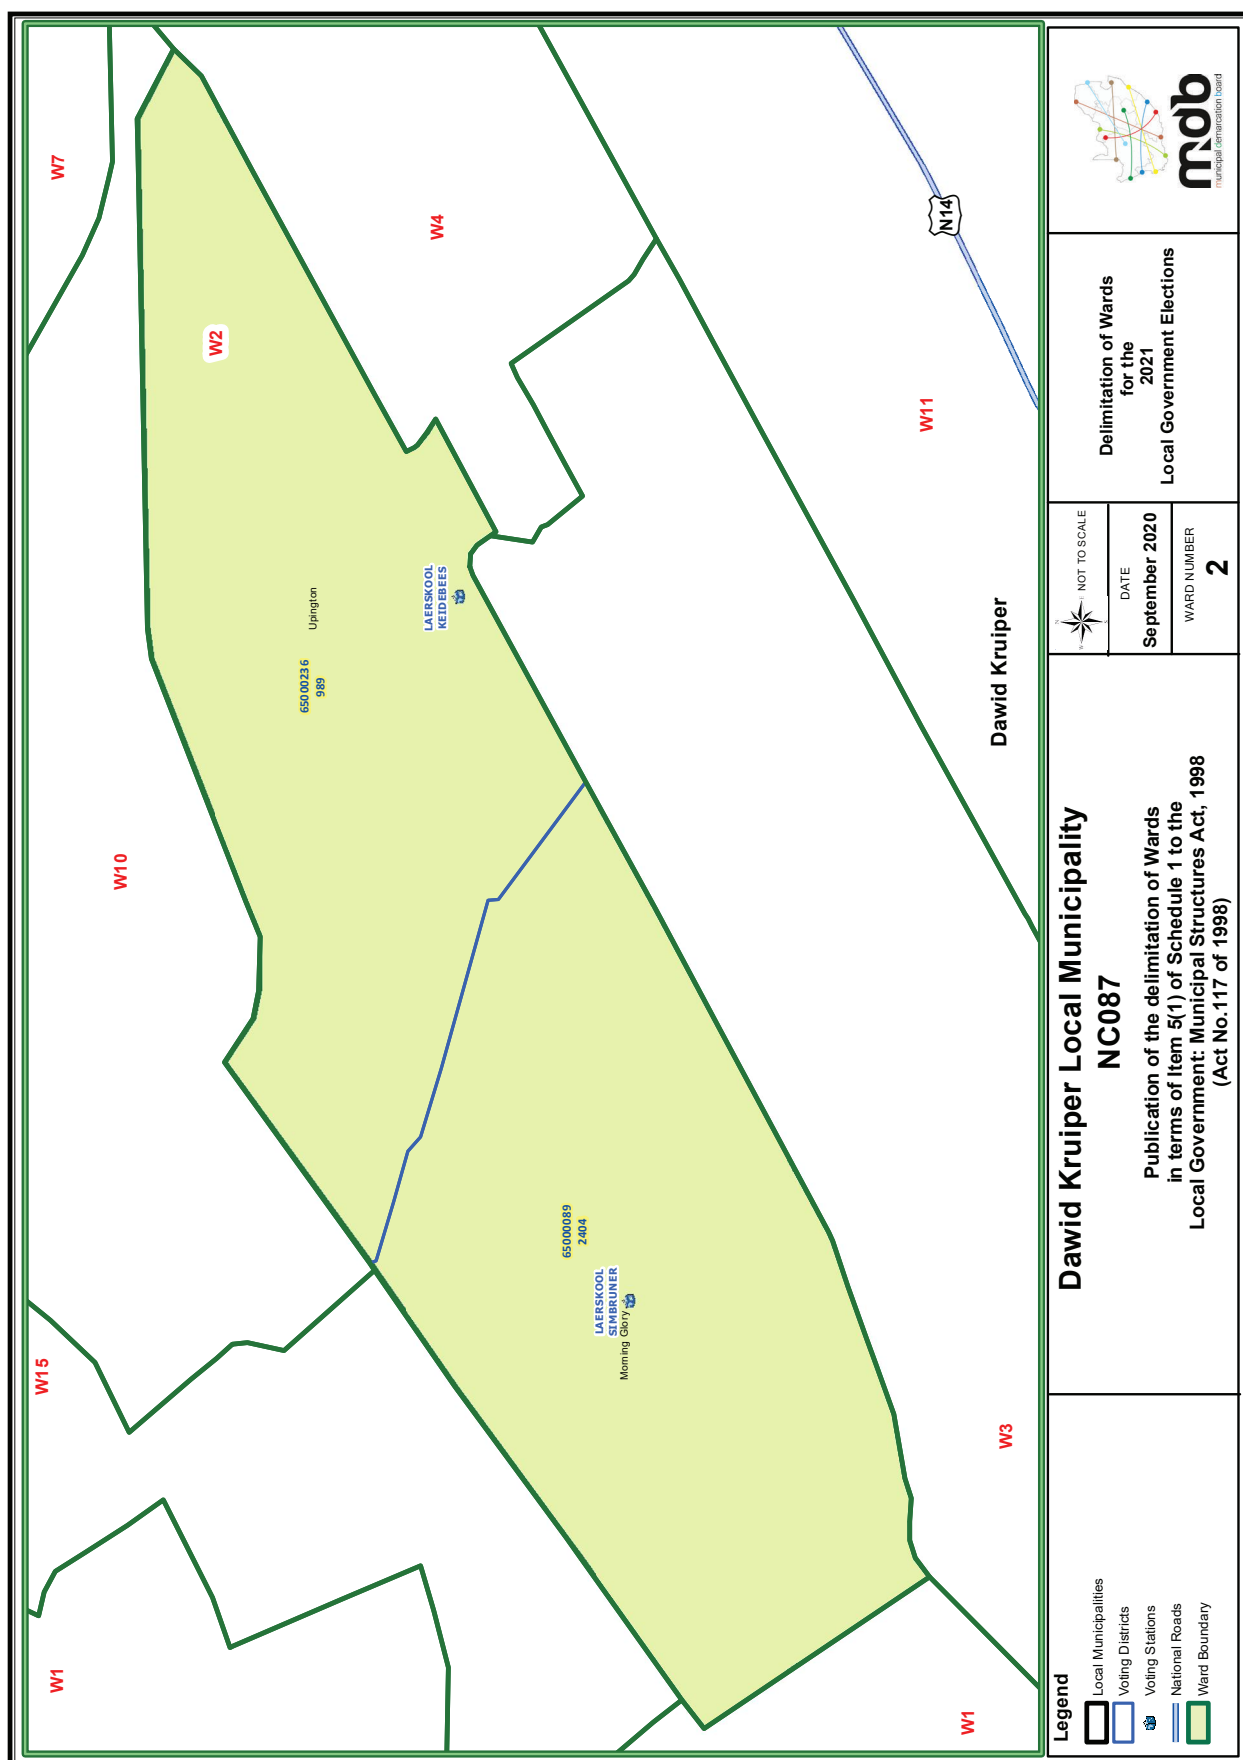 W7
W4
W2
W10
W11
W15
W1
W3
W1
N14
Upington
65000236
989
LAERSKOOL
KEIDEBEES
65000089
2404
LAERSKOOL
SIMBRUNER
Morning Glory
Dawid Kruiper
Legend
Local Municipalities
Voting Districts
Voting Stations
National Roads
Ward Boundary
Dawid Kruiper Local Municipality
NC087
Publication of the delimitation of Wards
in terms of Item 5(1) of Schedule 1 to the
Local Government: Municipal Structures Act, 1998
(Act No.117 of 1998)
N
W
S
NOT TO SCALE
DATE
September 2020
WARD NUMBER
2
Delimitation of Wards
for the
2021
Local Government Elections
mdb
municipal demarcation board